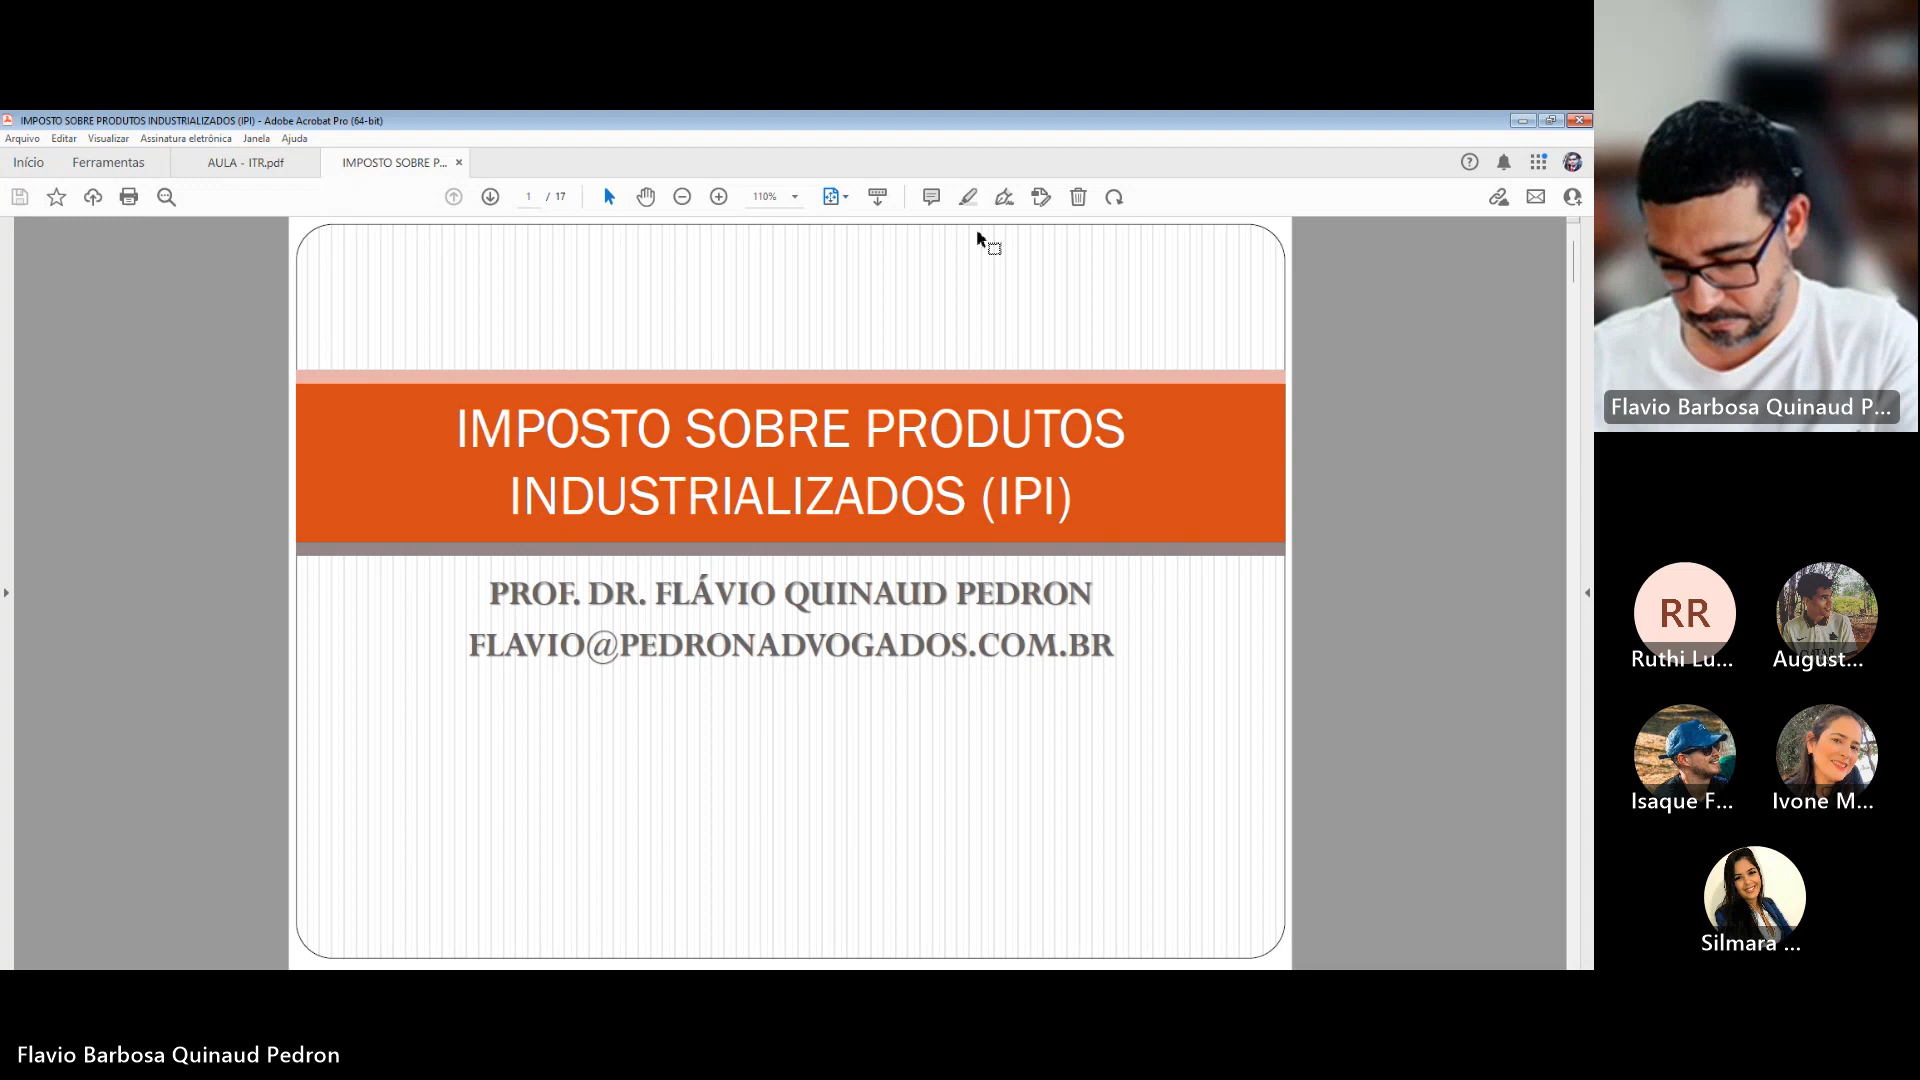 IMPOSTO SOBRE PRODUTOS INDUSTRIALIZADOS (IPI) - Adobe Acrobat Pro (64-bit)
Arquivo Editar Visualizar Assinatura eletrônica Janela Ajuda
Início Ferramentas AULA - ITR.pdf IMPOSTO SOBRE P... ×
1 / 17 110%
IMPOSTO SOBRE PRODUTOS
INDUSTRIALIZADOS (IPI)
PROF. DR. FLÁVIO QUINAUD PEDRON
FLAVIO@PEDRONADVOGADOS.COM.BR
Flavio Barbosa Quinaud P...
RR
Ruthi Lu... August...
Isaque F... Ivone M...
Silmara ...
Flavio Barbosa Quinaud Pedron